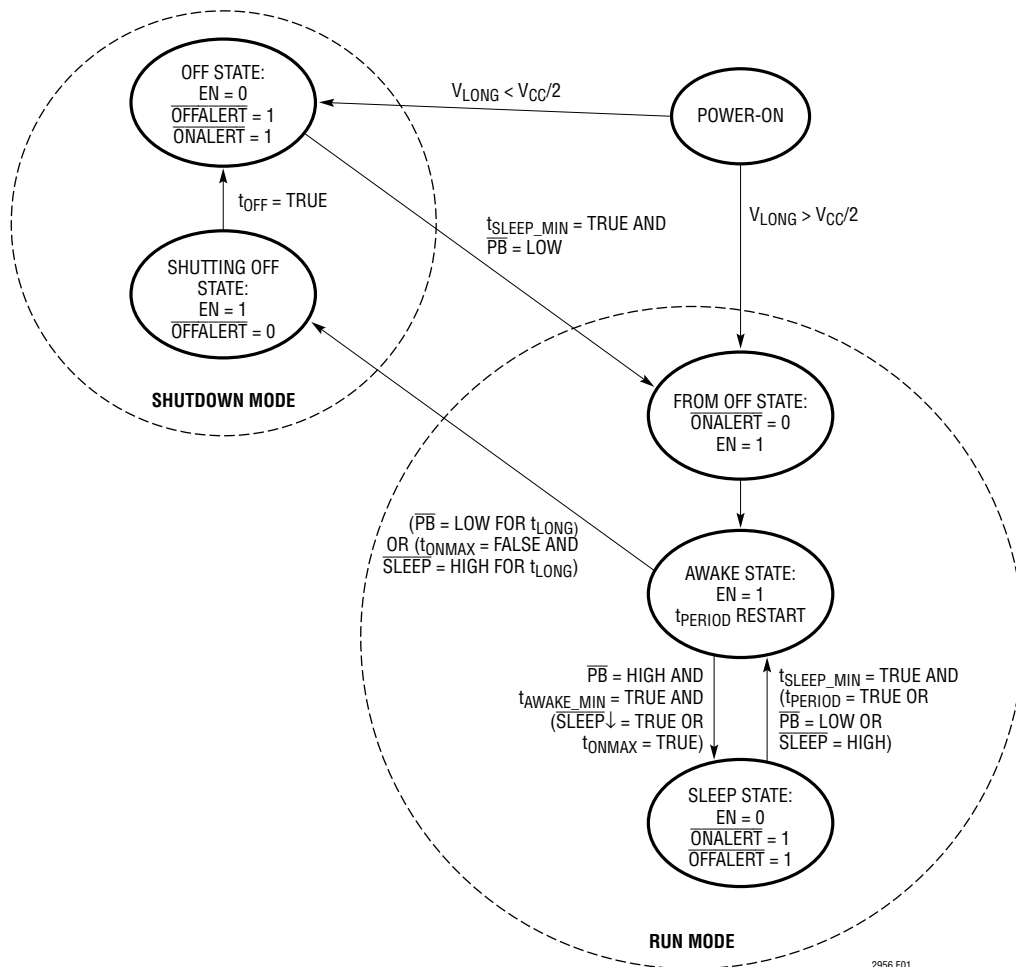 OFF STATE:
EN = 0
OFFALERT = 1
ONALERT = 1
V_LONG < V_CC/2
POWER-ON
t_OFF = TRUE
V_LONG > V_CC/2
t_SLEEP_MIN = TRUE AND
PB = LOW
SHUTTING OFF
STATE:
EN = 1
OFFALERT = 0
SHUTDOWN MODE
FROM OFF STATE:
ONALERT = 0
EN = 1
(PB = LOW FOR t_LONG)
OR (t_ONMAX = FALSE AND
SLEEP = HIGH FOR t_LONG)
AWAKE STATE:
EN = 1
t_PERIOD RESTART
PB = HIGH AND
t_AWAKE_MIN = TRUE AND
(SLEEP↓ = TRUE OR
t_ONMAX = TRUE)
t_SLEEP_MIN = TRUE AND
(t_PERIOD = TRUE OR
PB = LOW OR
SLEEP = HIGH)
SLEEP STATE:
EN = 0
ONALERT = 1
OFFALERT = 1
RUN MODE
2956 F01